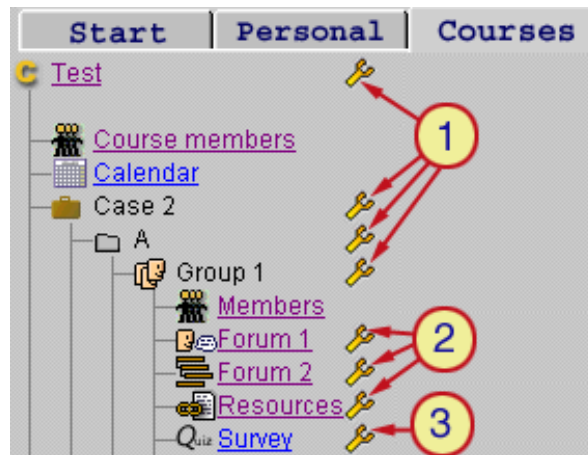 Start Personal Courses
C Test
1
Course members
Calendar
Case 2
A
Group 1
Members
Forum 1
2
Forum 2
Resources
Quiz Survey
3